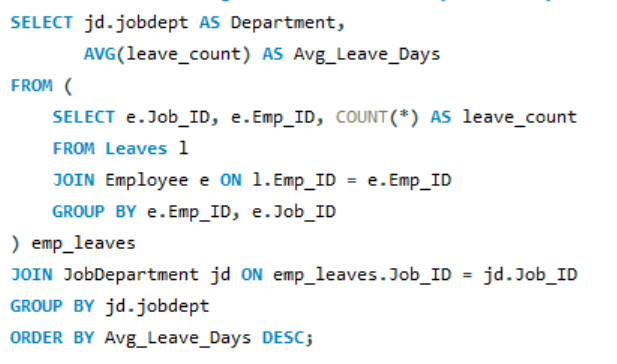 SELECT jd.jobdept AS Department,
AVG(leave_count) AS Avg_Leave_Days
FROM (
SELECT e.Job_ID, e.Emp_ID, COUNT(*) AS leave_count
FROM Leaves l
JOIN Employee e ON l.Emp_ID = e.Emp_ID
GROUP BY e.Emp_ID, e.Job_ID
) emp_leaves
JOIN JobDepartment jd ON emp_leaves.Job_ID = jd.Job_ID
GROUP BY jd.jobdept
ORDER BY Avg_Leave_Days DESC;